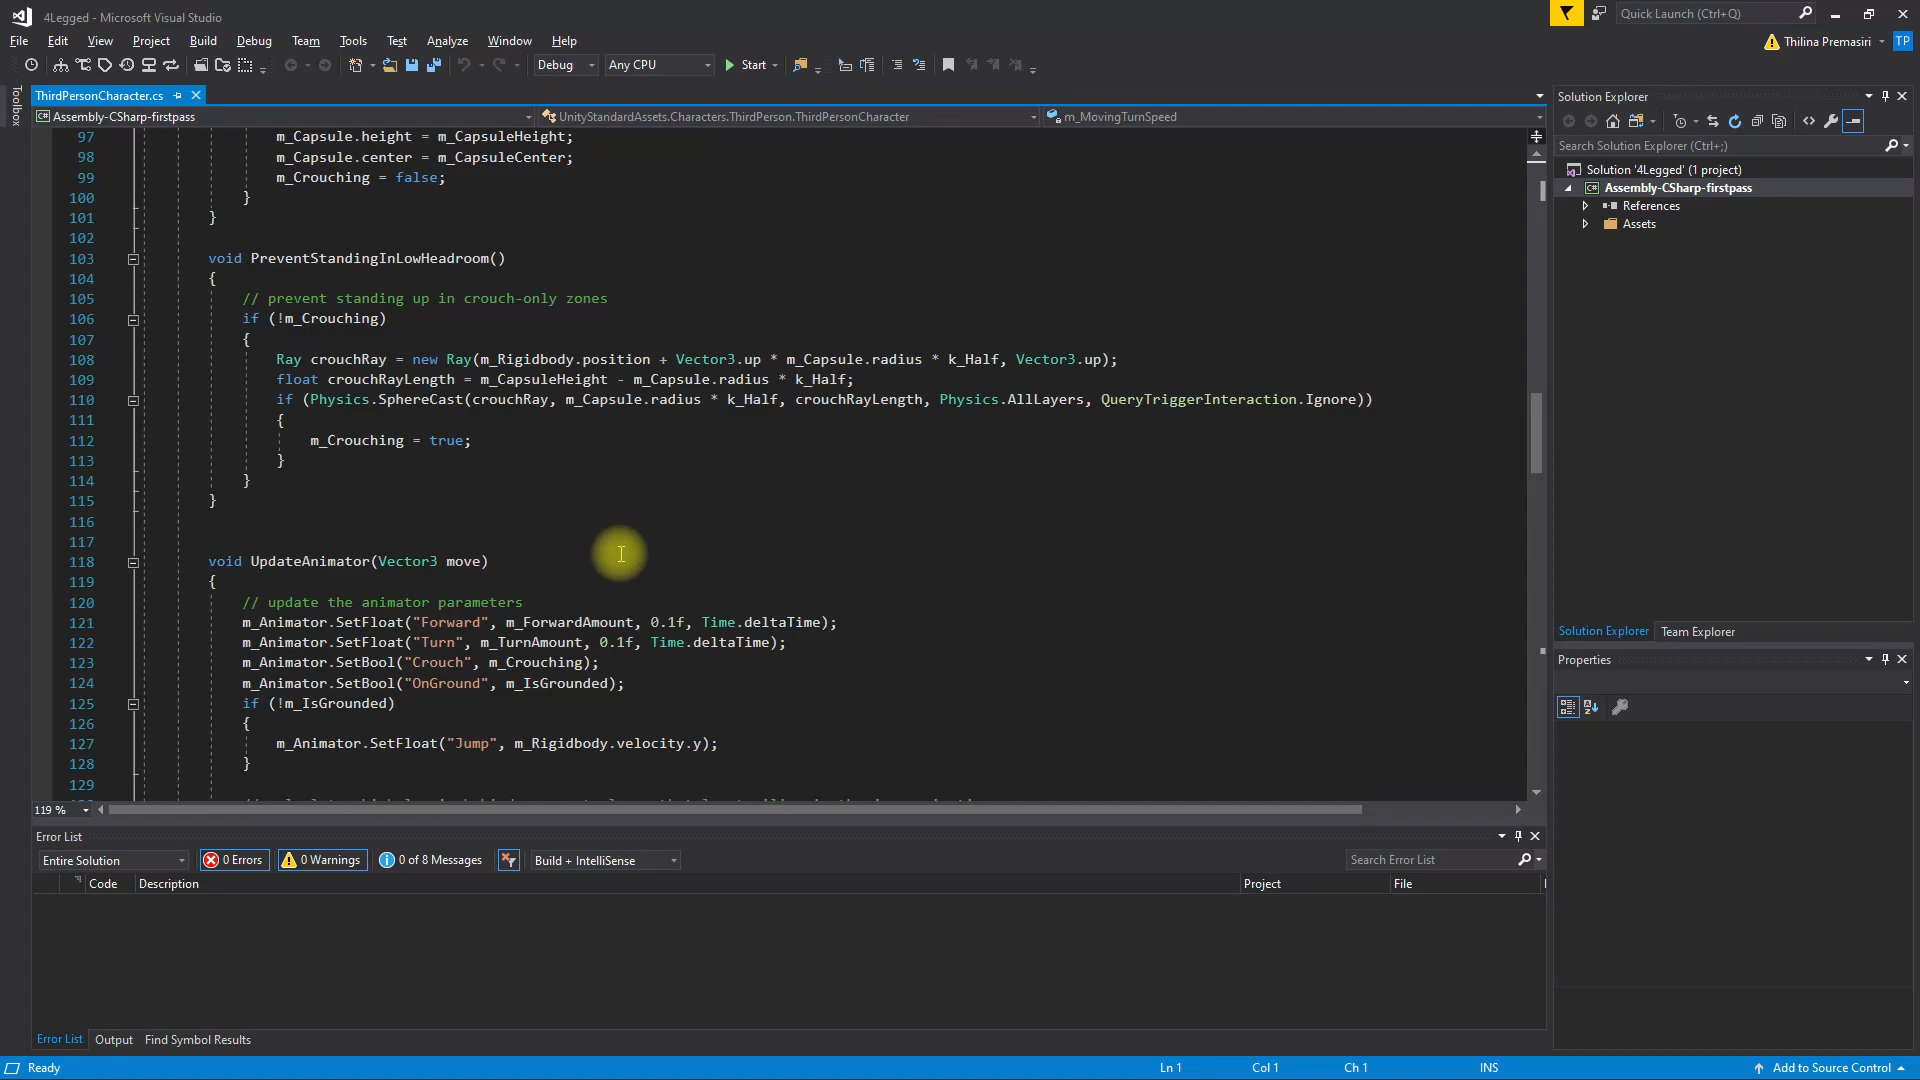 4Legged - Microsoft Visual Studio
Quick Launch (Ctrl+Q)
File Edit View Project Build Debug Team Tools Test Analyze Window Help
Thilina Premasiri TP
Debug Any CPU Start
Toolbox
ThirdPersonCharacter.cs
Assembly-CSharp-firstpass UnityStandardAssets.Characters.ThirdPerson.ThirdPersonCharacter m_MovingTurnSpeed
97 m_Capsule.height = m_CapsuleHeight;
98 m_Capsule.center = m_CapsuleCenter;
99 m_Crouching = false;
100 }
101 }
102
103 void PreventStandingInLowHeadroom()
104 {
105 // prevent standing up in crouch-only zones
106 if (!m_Crouching)
107 {
108 Ray crouchRay = new Ray(m_Rigidbody.position + Vector3.up * m_Capsule.radius * k_Half, Vector3.up);
109 float crouchRayLength = m_CapsuleHeight - m_Capsule.radius * k_Half;
110 if (Physics.SphereCast(crouchRay, m_Capsule.radius * k_Half, crouchRayLength, Physics.AllLayers, QueryTriggerInteraction.Ignore))
111 {
112 m_Crouching = true;
113 }
114 }
115 }
116
117
118 void UpdateAnimator(Vector3 move)
119 {
120 // update the animator parameters
121 m_Animator.SetFloat("Forward", m_ForwardAmount, 0.1f, Time.deltaTime);
122 m_Animator.SetFloat("Turn", m_TurnAmount, 0.1f, Time.deltaTime);
123 m_Animator.SetBool("Crouch", m_Crouching);
124 m_Animator.SetBool("OnGround", m_IsGrounded);
125 if (!m_IsGrounded)
126 {
127 m_Animator.SetFloat("Jump", m_Rigidbody.velocity.y);
128 }
129
119 %
Solution Explorer
Search Solution Explorer (Ctrl+;)
Solution '4Legged' (1 project)
Assembly-CSharp-firstpass
References
Assets
Solution Explorer Team Explorer
Properties
Error List
Entire Solution 0 Errors 0 Warnings 0 of 8 Messages Build + IntelliSense Search Error List
Code Description Project File
Error List Output Find Symbol Results
Ready Ln 1 Col 1 Ch 1 INS Add to Source Control